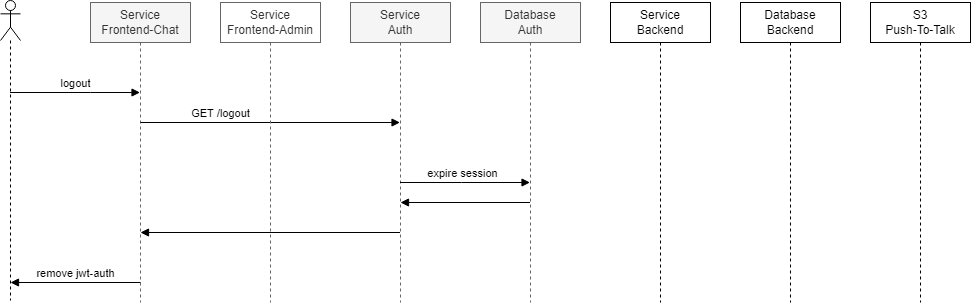 Service
Frontend-Chat
Service
Frontend-Admin
Service
Auth
Database
Auth
Service
Backend
Database
Backend
S3
Push-To-Talk
logout
GET /logout
expire session
remove jwt-auth